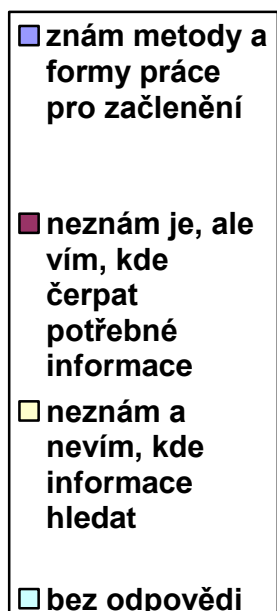 znám metody a
formy práce
pro začlenění
neznám je, ale
vím, kde
čerpat
potřebné
informace
neznám a
nevím, kde
informace
hledat
bez odpovědi